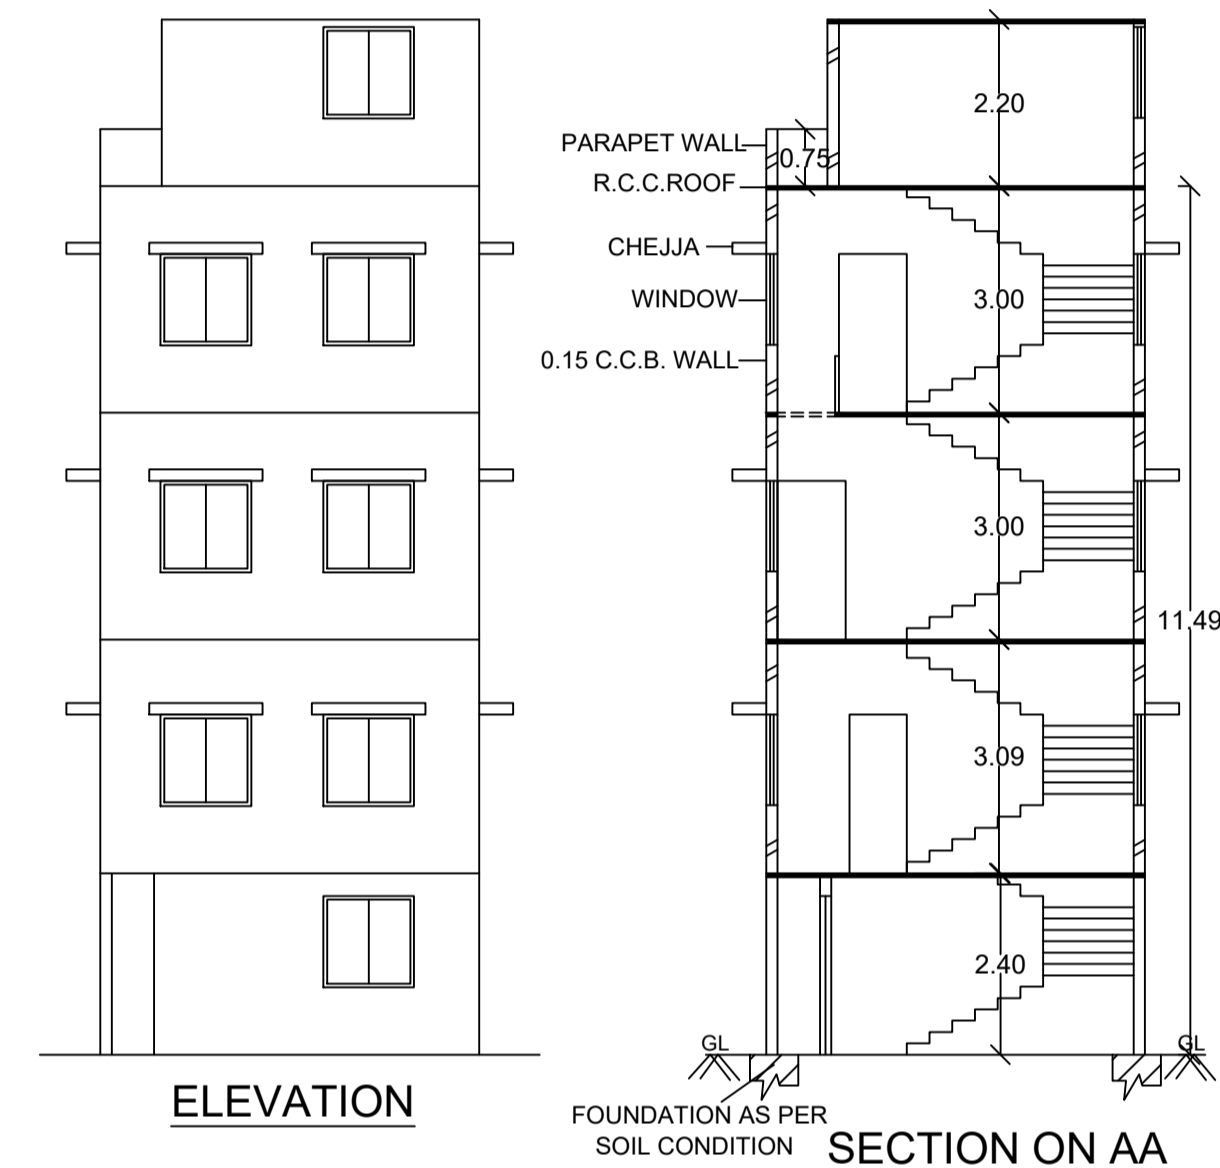 2.20
PARAPET WALL
0.75
R.C.C.ROOF
CHEJJA
WINDOW
3.00
0.15 C.C.B. WALL
3.00
11.49
3.09
2.40
GL
GL
ELEVATION
FOUNDATION AS PER
SOIL CONDITION
SECTION ON AA